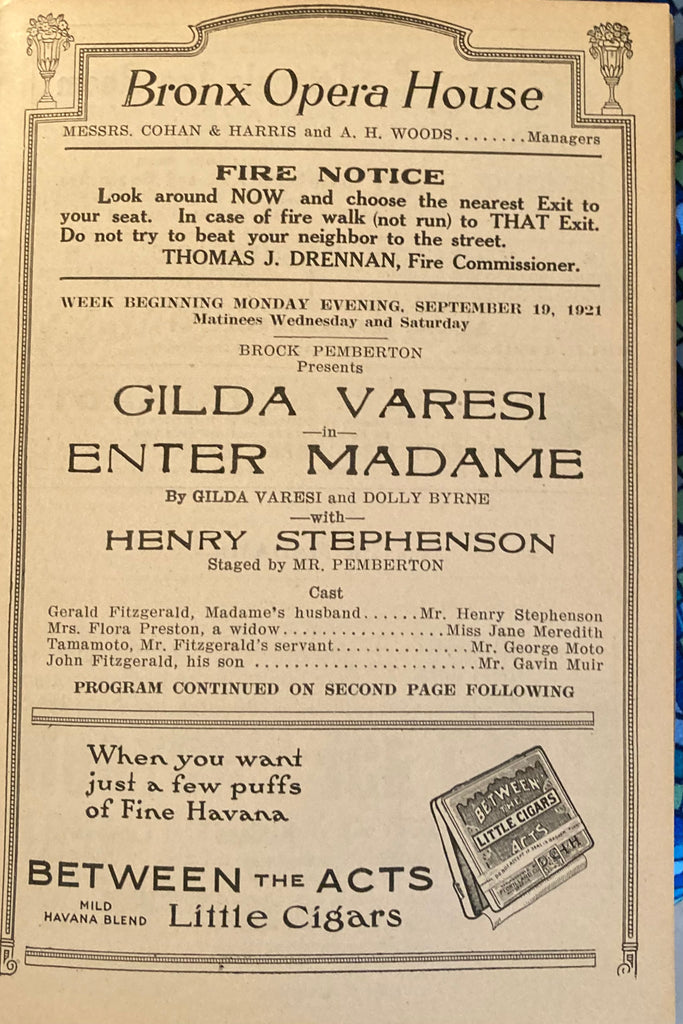 Bronx Opera House
MESSRS. COHAN & HARRIS and A. H. WOODS........Managers
FIRE NOTICE
Look around NOW and choose the nearest Exit to
your seat. In case of fire walk (not run) to THAT Exit.
Do not try to beat your neighbor to the street.
THOMAS J. DRENNAN, Fire Commissioner.
WEEK BEGINNING MONDAY EVENING, SEPTEMBER 19, 1921
Matinees Wednesday and Saturday
BROCK PEMBERTON
Presents
GILDA VARESI
—in—
ENTER MADAME
By GILDA VARESI and DOLLY BYRNE
—with—
HENRY STEPHENSON
Staged by MR. PEMBERTON
Cast
Gerald Fitzgerald, Madame's husband......Mr. Henry Stephenson
Mrs. Flora Preston, a widow.................Miss Jane Meredith
Tamamoto, Mr. Fitzgerald's servant..............Mr. George Moto
John Fitzgerald, his son .......................Mr. Gavin Muir
PROGRAM CONTINUED ON SECOND PAGE FOLLOWING
When you want
just a few puffs
of Fine Havana
BETWEEN
THE
LITTLE CIGARS
ACTS
BETWEEN THE ACTS
MILD
HAVANA BLEND
Little Cigars